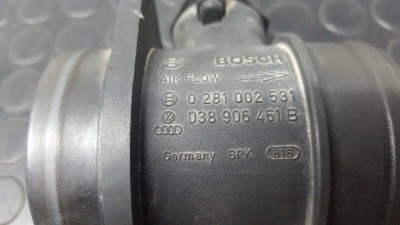 BOSCH
AIR FLOW
0 281 002 531
038 906 461 B
Germany BPK 816